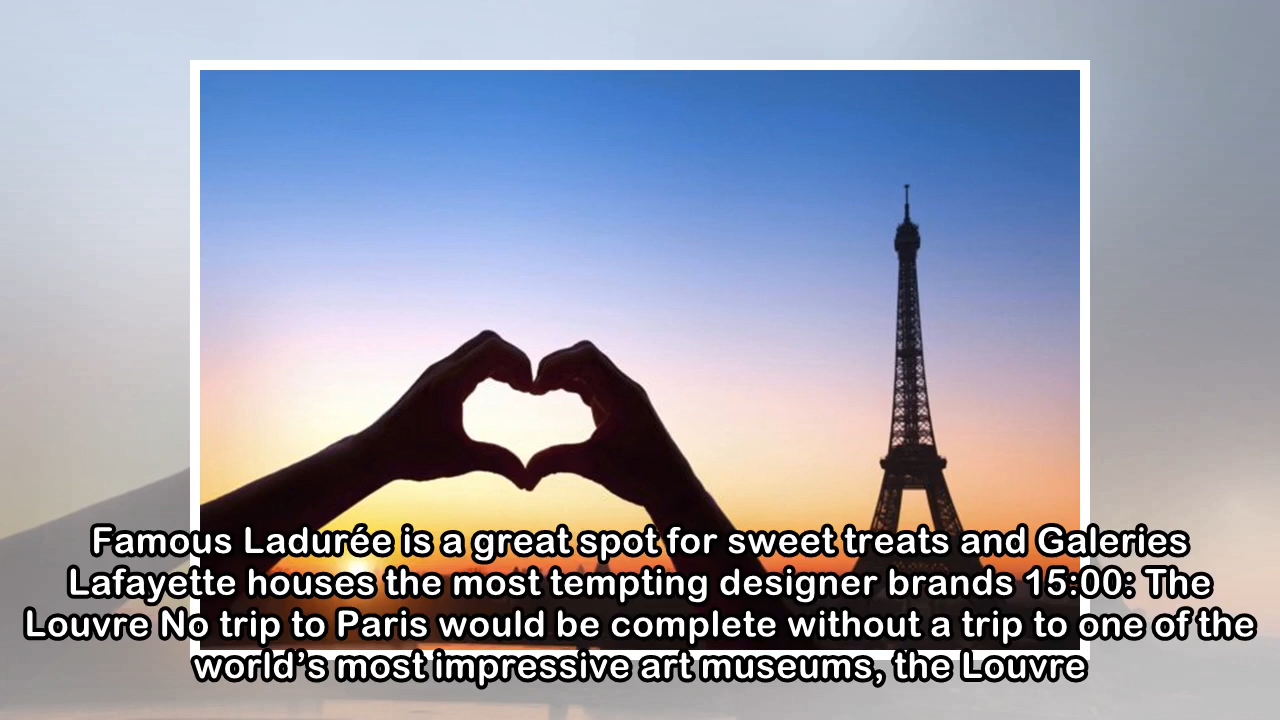 Famous Ladurée is a great spot for sweet treats and Galeries
Lafayette houses the most tempting designer brands 15:00: The
Louvre No trip to Paris would be complete without a trip to one of the
world’s most impressive art museums, the Louvre